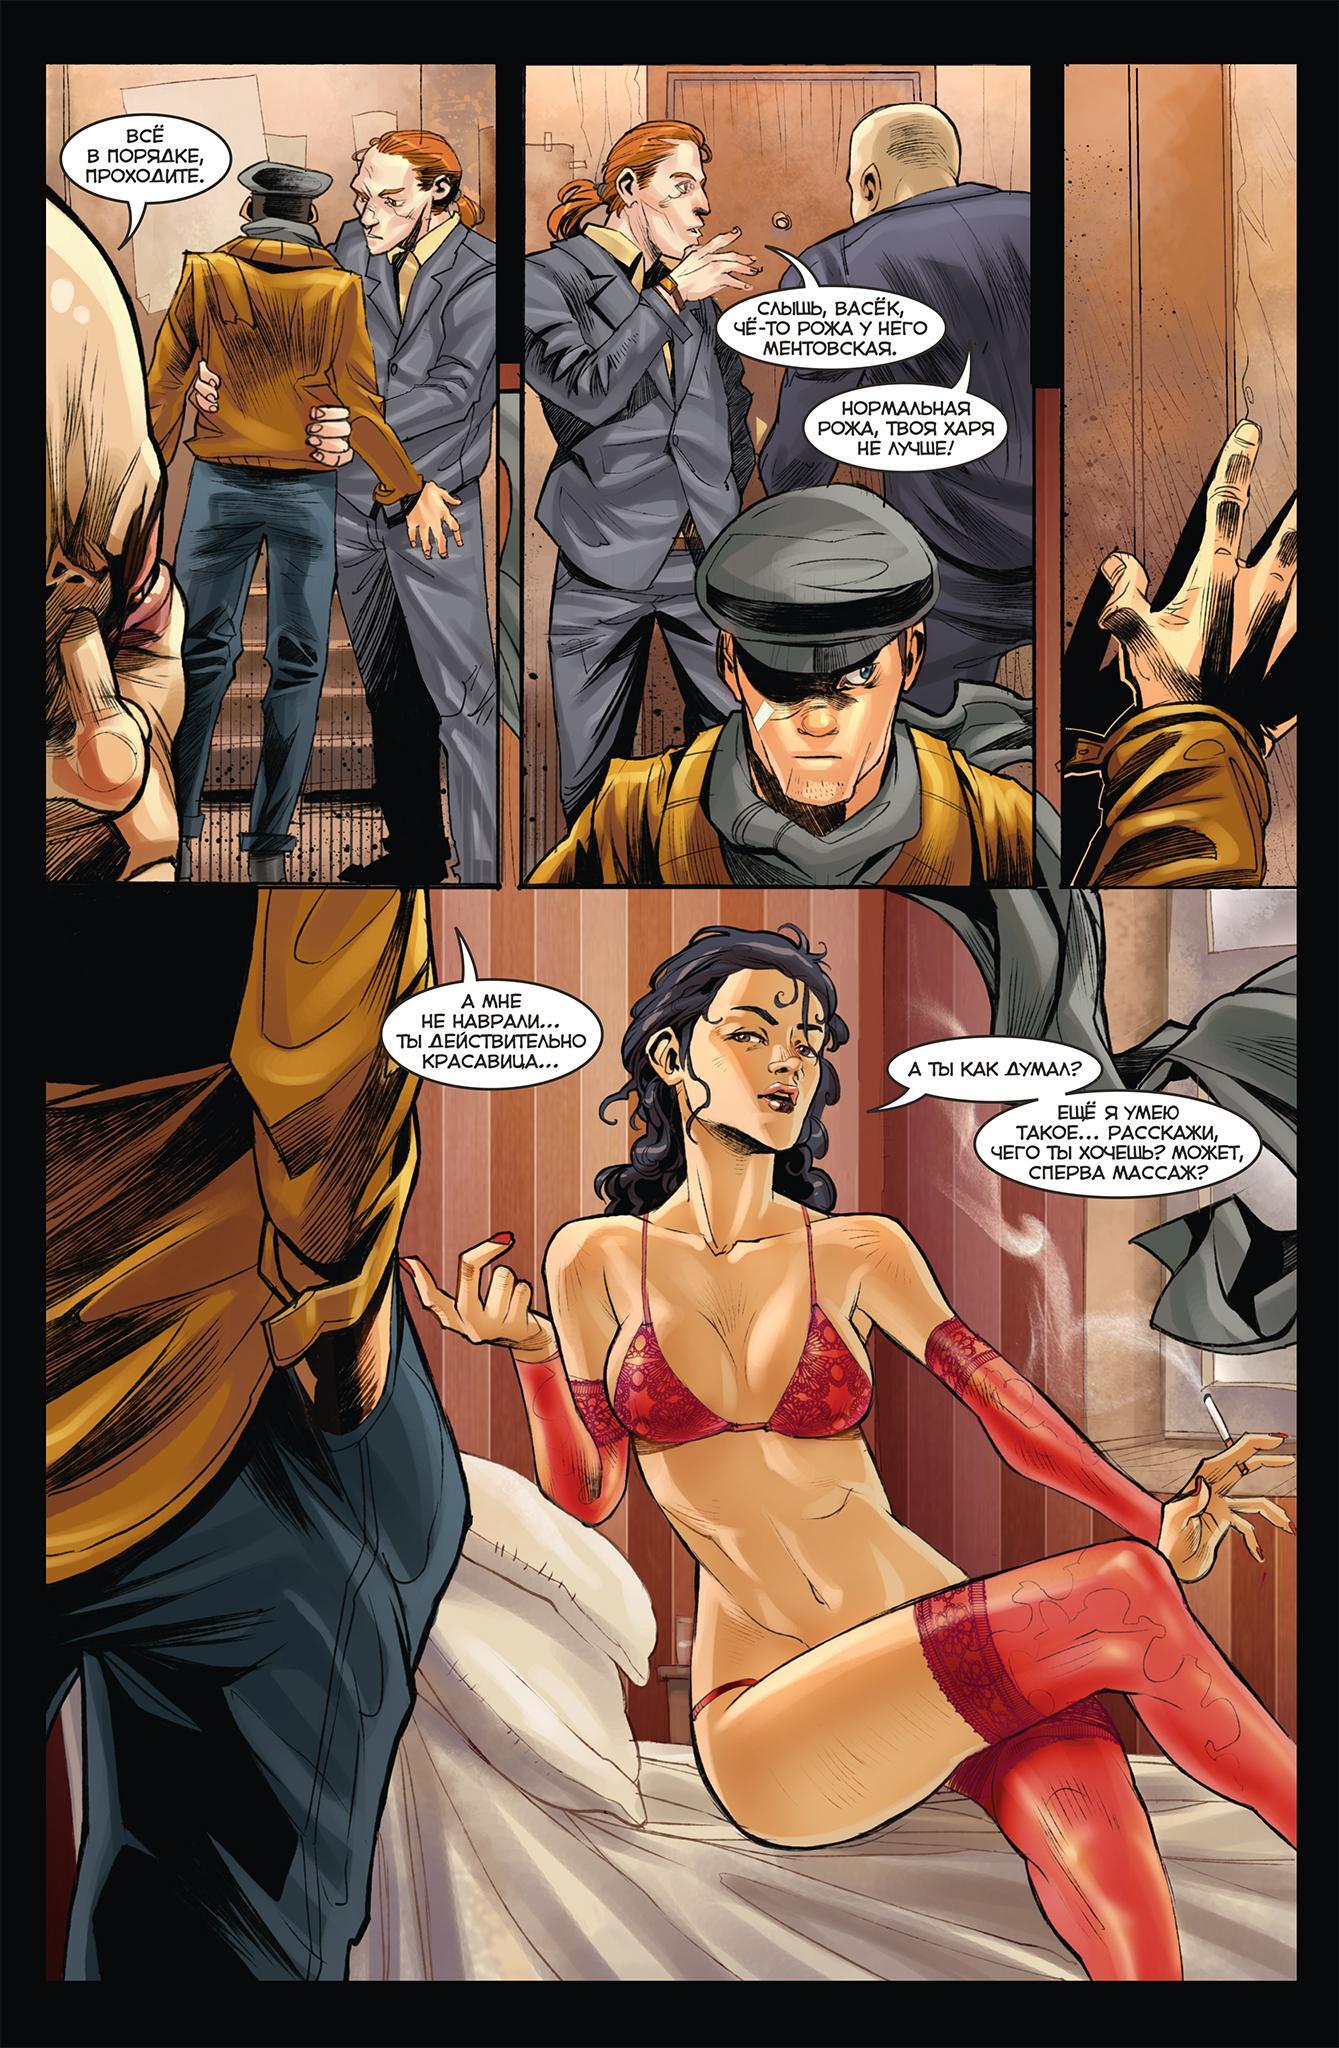 ВСЁ
В ПОРЯДКЕ,
ПРОХОДИТЕ.
СЛЫШЬ, ВАСЁК,
ЧЁ-ТО РОЖА У НЕГО
МЕНТОВСКАЯ.
НОРМАЛЬНАЯ
РОЖА, ТВОЯ ХАРЯ
НЕ ЛУЧШЕ!
А МНЕ
НЕ НАВРАЛИ...
ТЫ ДЕЙСТВИТЕЛЬНО
КРАСАВИЦА...
А ТЫ КАК ДУМАЛ?
ЕЩЁ Я УМЕЮ
ТАКОЕ... РАССКАЖИ,
ЧЕГО ТЫ ХОЧЕШЬ? МОЖЕТ,
СПЕРВА МАССАЖ?